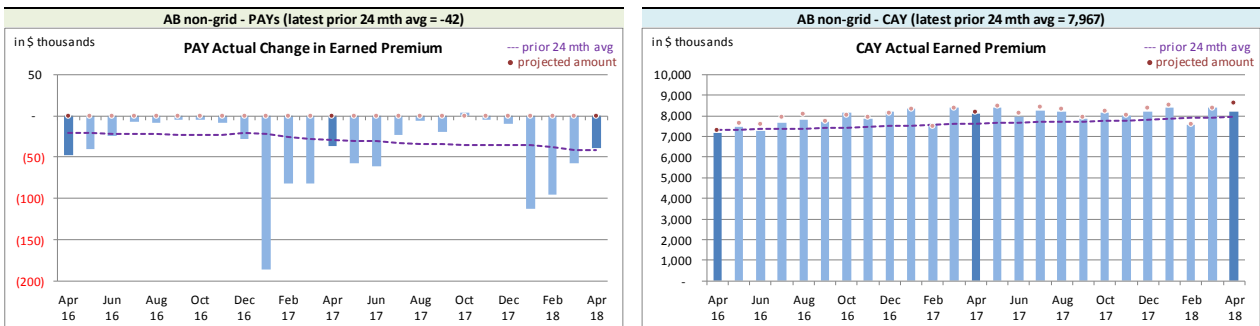 AB non-grid - PAYs (latest prior 24 mth avg = -42)
in $ thousands
PAY Actual Change in Earned Premium
--- prior 24 mth avg
• projected amount
50
-
(50)
(100)
(150)
(200)
Apr Jun Aug Oct Dec Feb Apr Jun Aug Oct Dec Feb Apr
16 16 16 16 16 17 17 17 17 17 17 18 18
AB non-grid - CAY (latest prior 24 mth avg = 7,967)
in $ thousands
CAY Actual Earned Premium
--- prior 24 mth avg
• projected amount
10,000
9,000
8,000
7,000
6,000
5,000
4,000
3,000
2,000
1,000
-
Apr Jun Aug Oct Dec Feb Apr Jun Aug Oct Dec Feb Apr
16 16 16 16 16 17 17 17 17 17 17 18 18